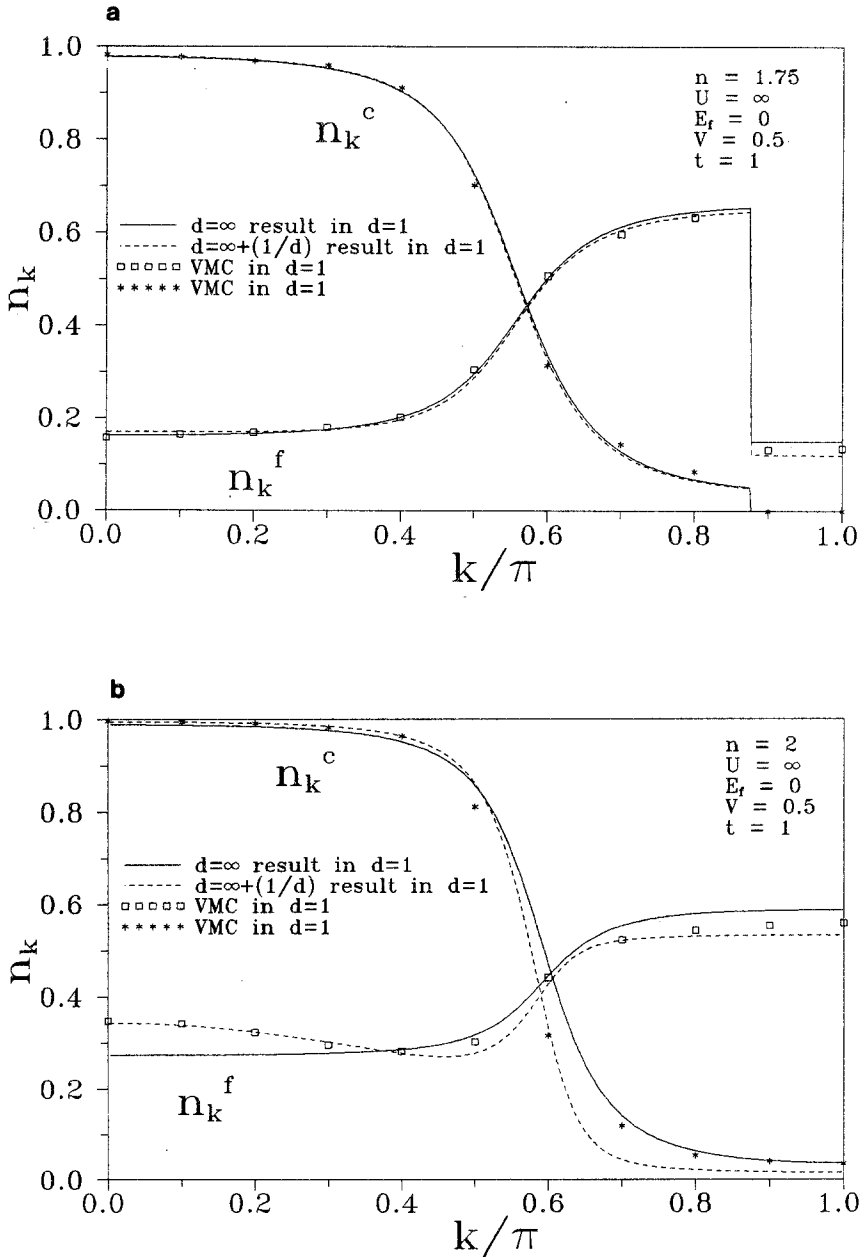 a
1.0
0.8
0.6
0.4
0.2
0.0
n_k
n_k^c
n = 1.75
U = ∞
E_f = 0
V = 0.5
t = 1
d=∞ result in d=1
d=∞+(1/d) result in d=1
VMC in d=1
VMC in d=1
n_k^f
0.0 0.2 0.4 0.6 0.8 1.0
k/π
b
1.0
0.8
0.6
0.4
0.2
0.0
n_k
n_k^c
n = 2
U = ∞
E_f = 0
V = 0.5
t = 1
d=∞ result in d=1
d=∞+(1/d) result in d=1
VMC in d=1
VMC in d=1
n_k^f
0.0 0.2 0.4 0.6 0.8 1.0
k/π